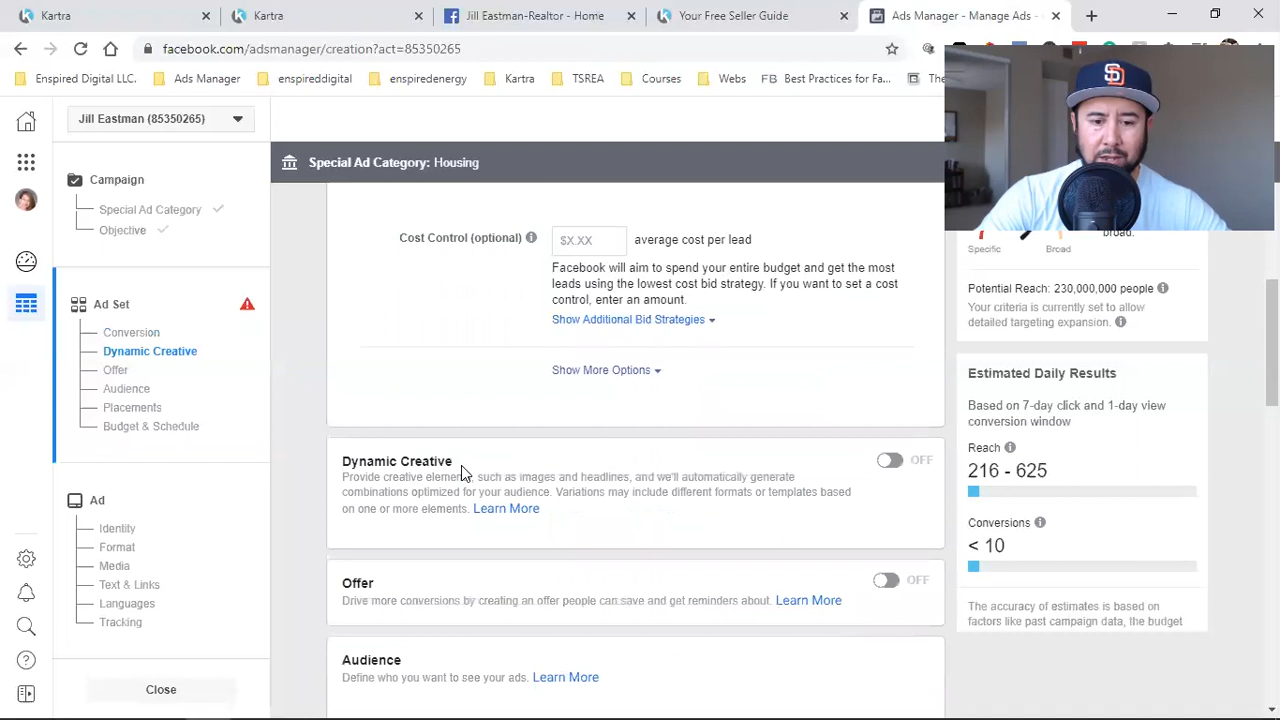 Kartra
Kartra
Jill Eastman-Realtor - Home
Your Free Seller Guide
Ads Manager - Manage Ads -
facebook.com/adsmanager/creation?act=85350265
Enspired Digital LLC.
Ads Manager
ensipreddigital
enspiredenergy
Kartra
TSREA
Courses
Webs
FB Best Practices for Fa...
Jill Eastman (85350265)
Special Ad Category: Housing
Campaign
Special Ad Category
Objective
Ad Set
Conversion
Dynamic Creative
Offer
Audience
Placements
Budget & Schedule
Ad
Identity
Format
Media
Text & Links
Languages
Tracking
Close
Cost Control (optional)
$X.XX
average cost per lead
Facebook will aim to spend your entire budget and get the most
leads using the lowest cost bid strategy. If you want to set a cost
control, enter an amount.
Show Additional Bid Strategies
Show More Options
Dynamic Creative
OFF
Provide creative elements, such as images and headlines, and we'll automatically generate
combinations optimized for your audience. Variations may include different formats or templates based
on one or more elements. Learn More
Offer
OFF
Drive more conversions by creating an offer people can save and get reminders about. Learn More
Audience
Define who you want to see your ads. Learn More
SD
broad.
Specific
Broad
Potential Reach: 230,000,000 people
Your criteria is currently set to allow
detailed targeting expansion.
Estimated Daily Results
Based on 7-day click and 1-day view
conversion window
Reach
216 - 625
Conversions
< 10
The accuracy of estimates is based on
factors like past campaign data, the budget